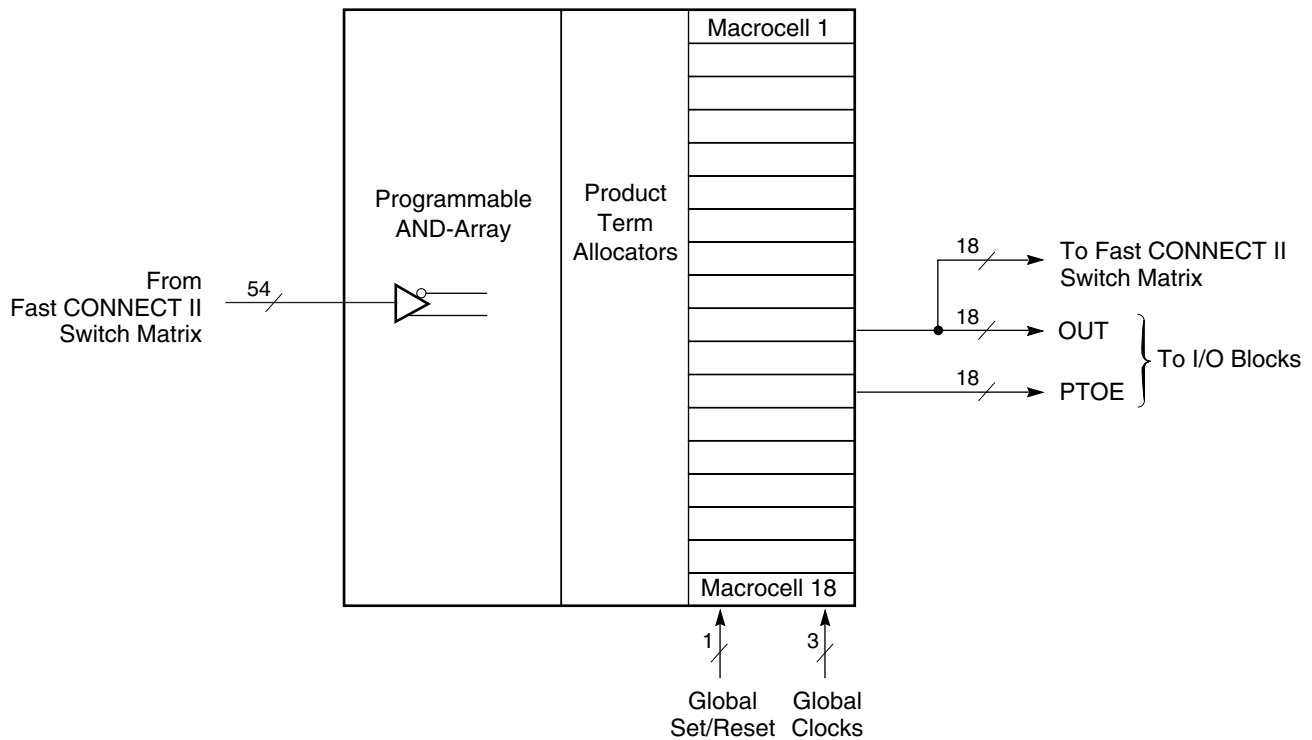 Macrocell 1
Programmable
AND-Array
Product
Term
Allocators
From
Fast CONNECT II
Switch Matrix
54
18
To Fast CONNECT II
Switch Matrix
18
OUT
To I/O Blocks
18
PTOE
Macrocell 18
1
3
Global
Set/Reset
Global
Clocks